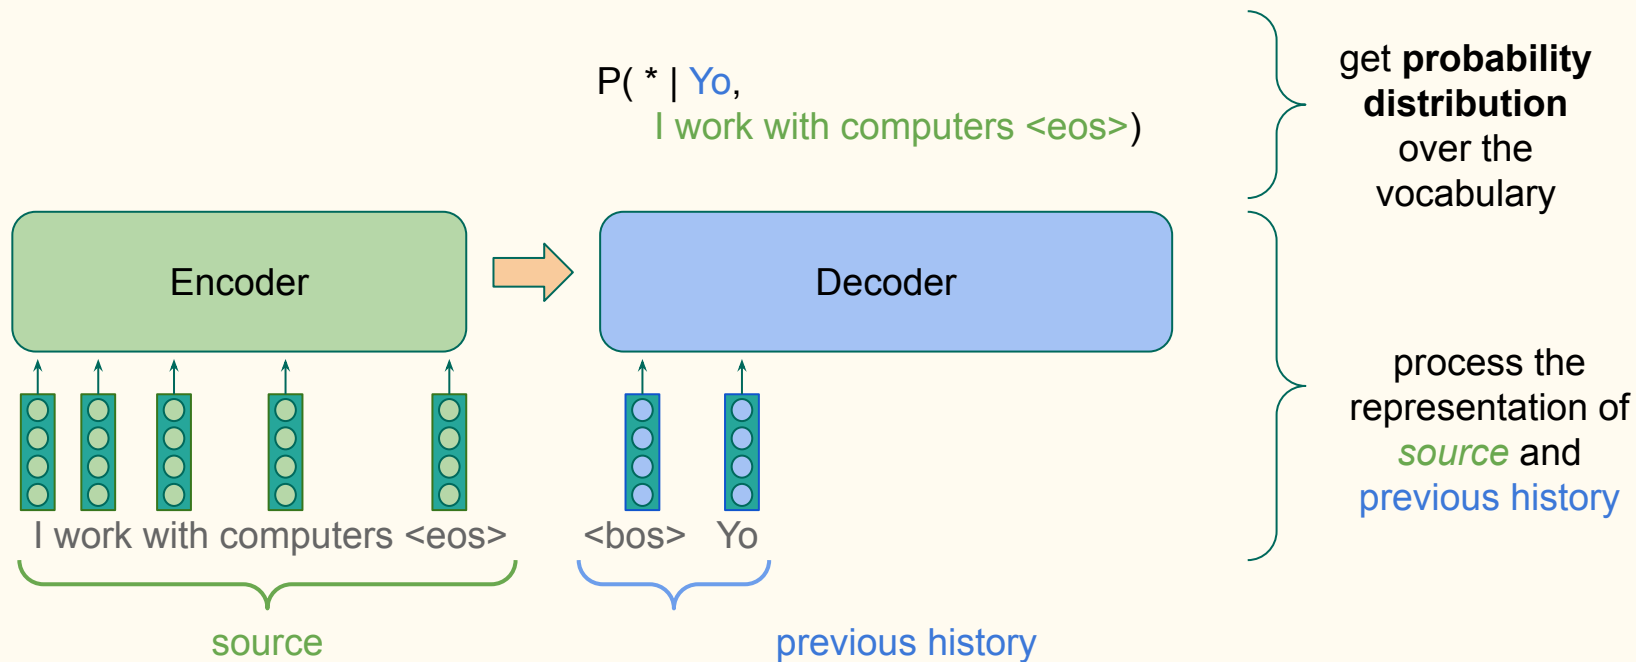 P( * | Yo,
I work with computers <eos>)
get probability
distribution
over the
vocabulary
Encoder
Decoder
process the
representation of
source and
previous history
I work with computers <eos>
<bos> Yo
source
previous history